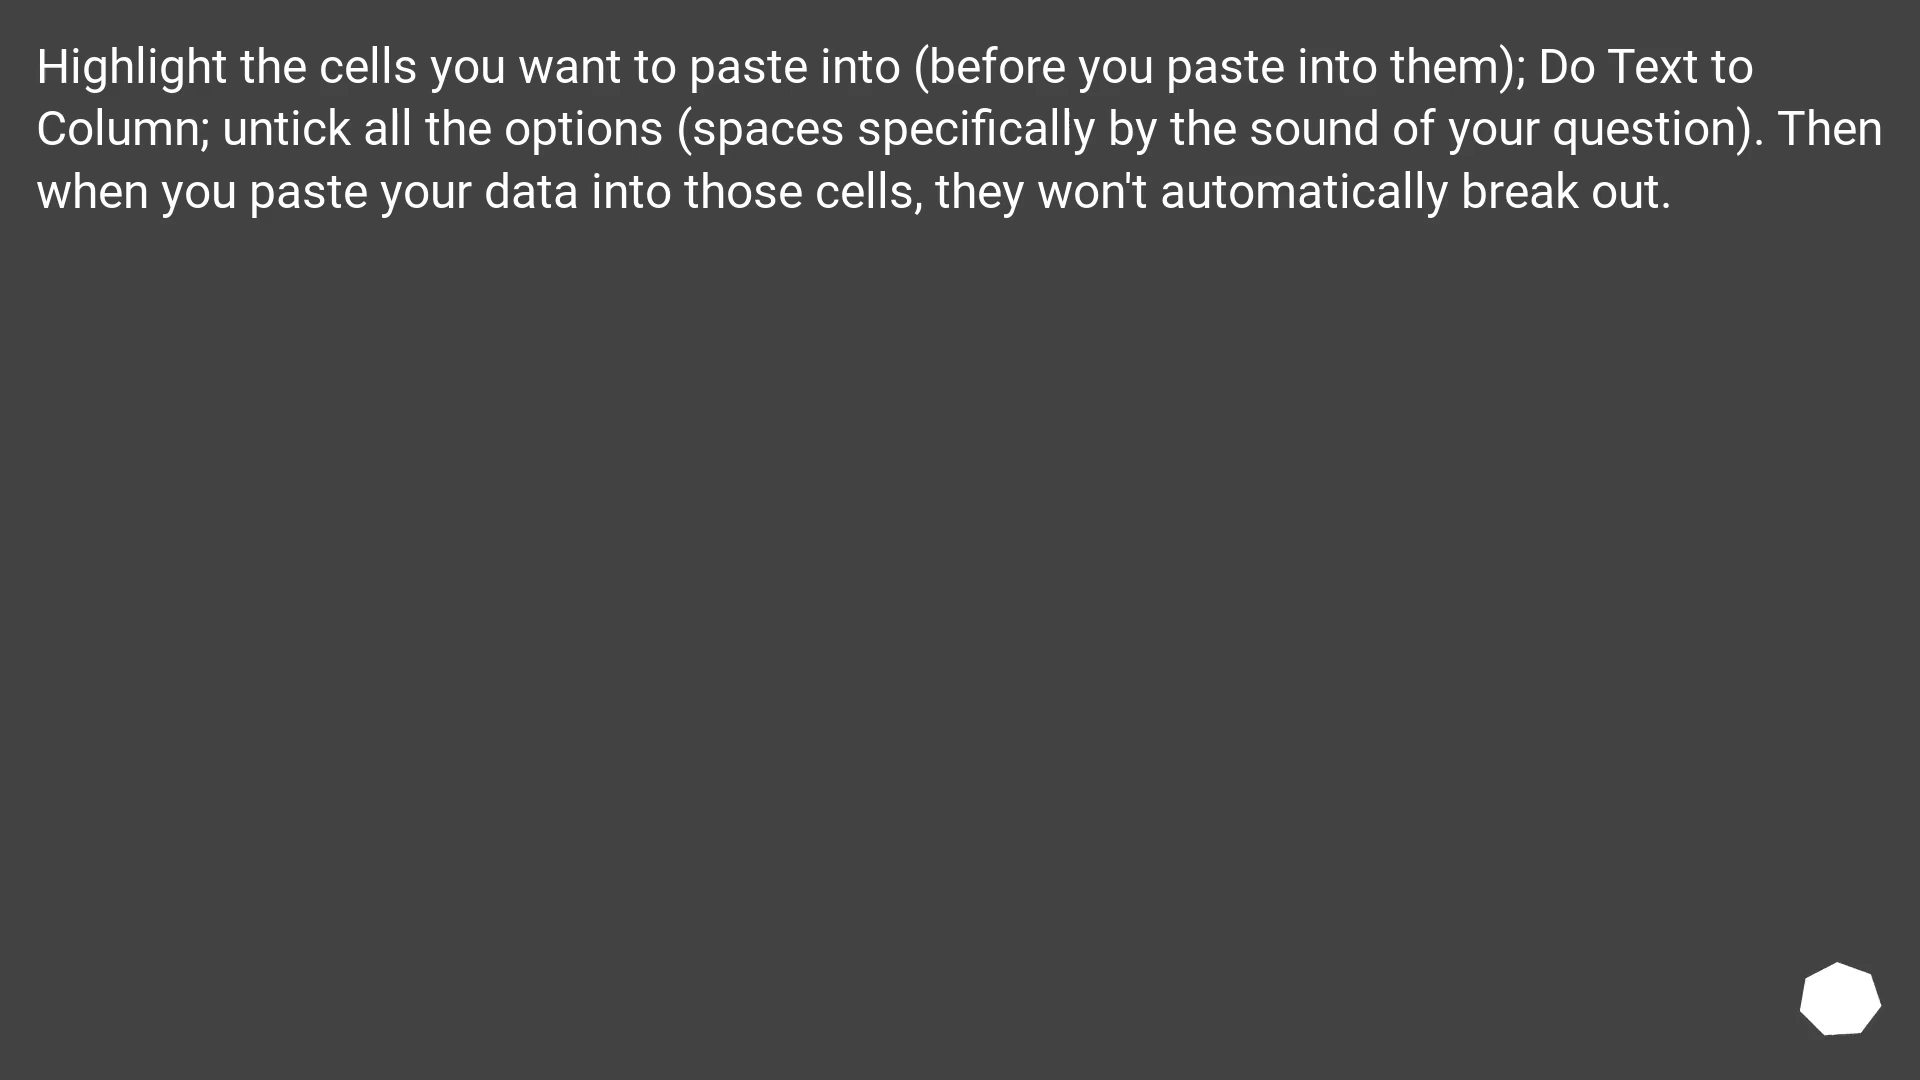 Highlight the cells you want to paste into (before you paste into them); Do Text to
Column; untick all the options (spaces specifically by the sound of your question). Then
when you paste your data into those cells, they won't automatically break out.